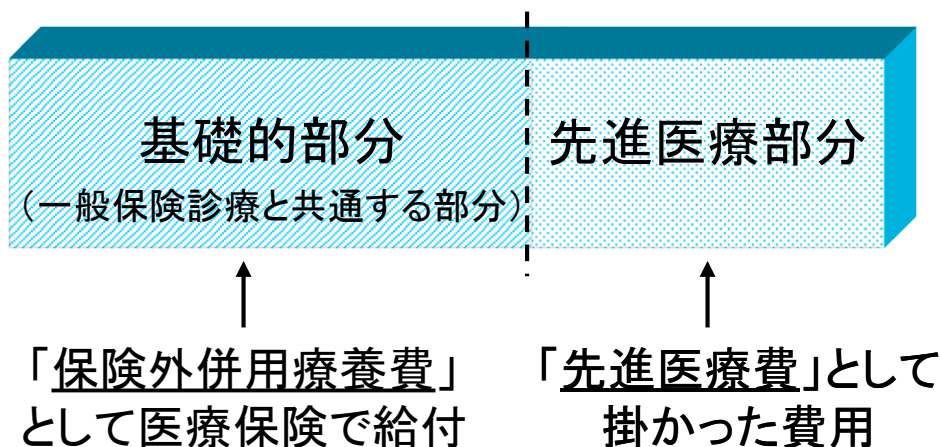 基礎的部分
(一般保険診療と共通する部分)
先進医療部分
「保険外併用療養費」
として医療保険で給付
「先進医療費」として
掛かった費用